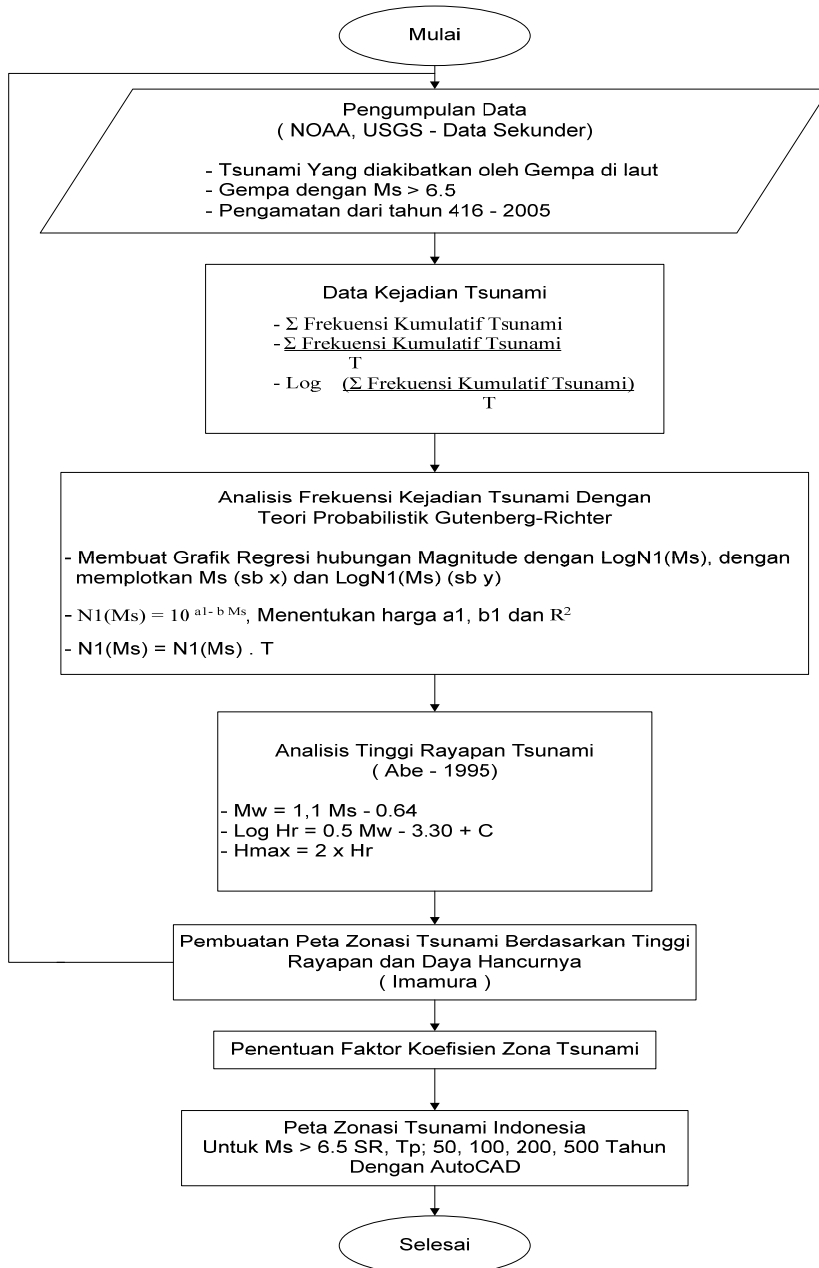 Mulai
Pengumpulan Data
( NOAA, USGS - Data Sekunder)
- Tsunami Yang diakibatkan oleh Gempa di laut
- Gempa dengan Ms > 6.5
- Pengamatan dari tahun 416 - 2005
Data Kejadian Tsunami
- Σ Frekuensi Kumulatif Tsunami
- Σ Frekuensi Kumulatif Tsunami
T
- Log (Σ Frekuensi Kumulatif Tsunami)
T
Analisis Frekuensi Kejadian Tsunami Dengan
Teori Probabilistik Gutenberg-Richter
- Membuat Grafik Regresi hubungan Magnitude dengan LogN1(Ms), dengan
memplotkan Ms (sb x) dan LogN1(Ms) (sb y)
- N1(Ms) = 10 ᵃ¹⁻ ᵇ ᴹˢ, Menentukan harga a1, b1 dan R²
- N1(Ms) = N1(Ms) . T
Analisis Tinggi Rayapan Tsunami
( Abe - 1995)
- Mw = 1,1 Ms - 0.64
- Log Hr = 0.5 Mw - 3.30 + C
- Hmax = 2 x Hr
Pembuatan Peta Zonasi Tsunami Berdasarkan Tinggi
Rayapan dan Daya Hancurnya
( Imamura )
Penentuan Faktor Koefisien Zona Tsunami
Peta Zonasi Tsunami Indonesia
Untuk Ms > 6.5 SR, Tp; 50, 100, 200, 500 Tahun
Dengan AutoCAD
Selesai